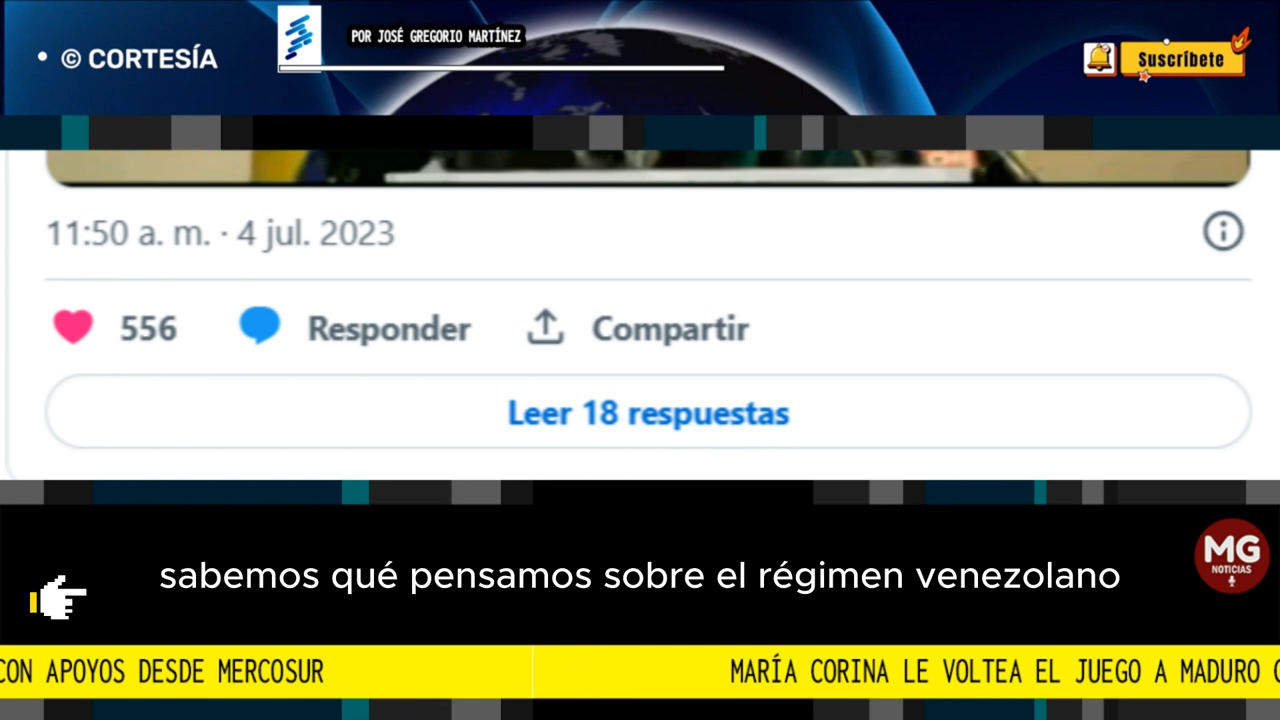 • © CORTESÍA
POR JOSÉ GREGORIO MARTÍNEZ
Suscríbete
11:50 a. m. · 4 jul. 2023
556 Responder Compartir
Leer 18 respuestas
sabemos qué pensamos sobre el régimen venezolano
MG
NOTICIAS
CON APOYOS DESDE MERCOSUR MARÍA CORINA LE VOLTEA EL JUEGO A MADURO